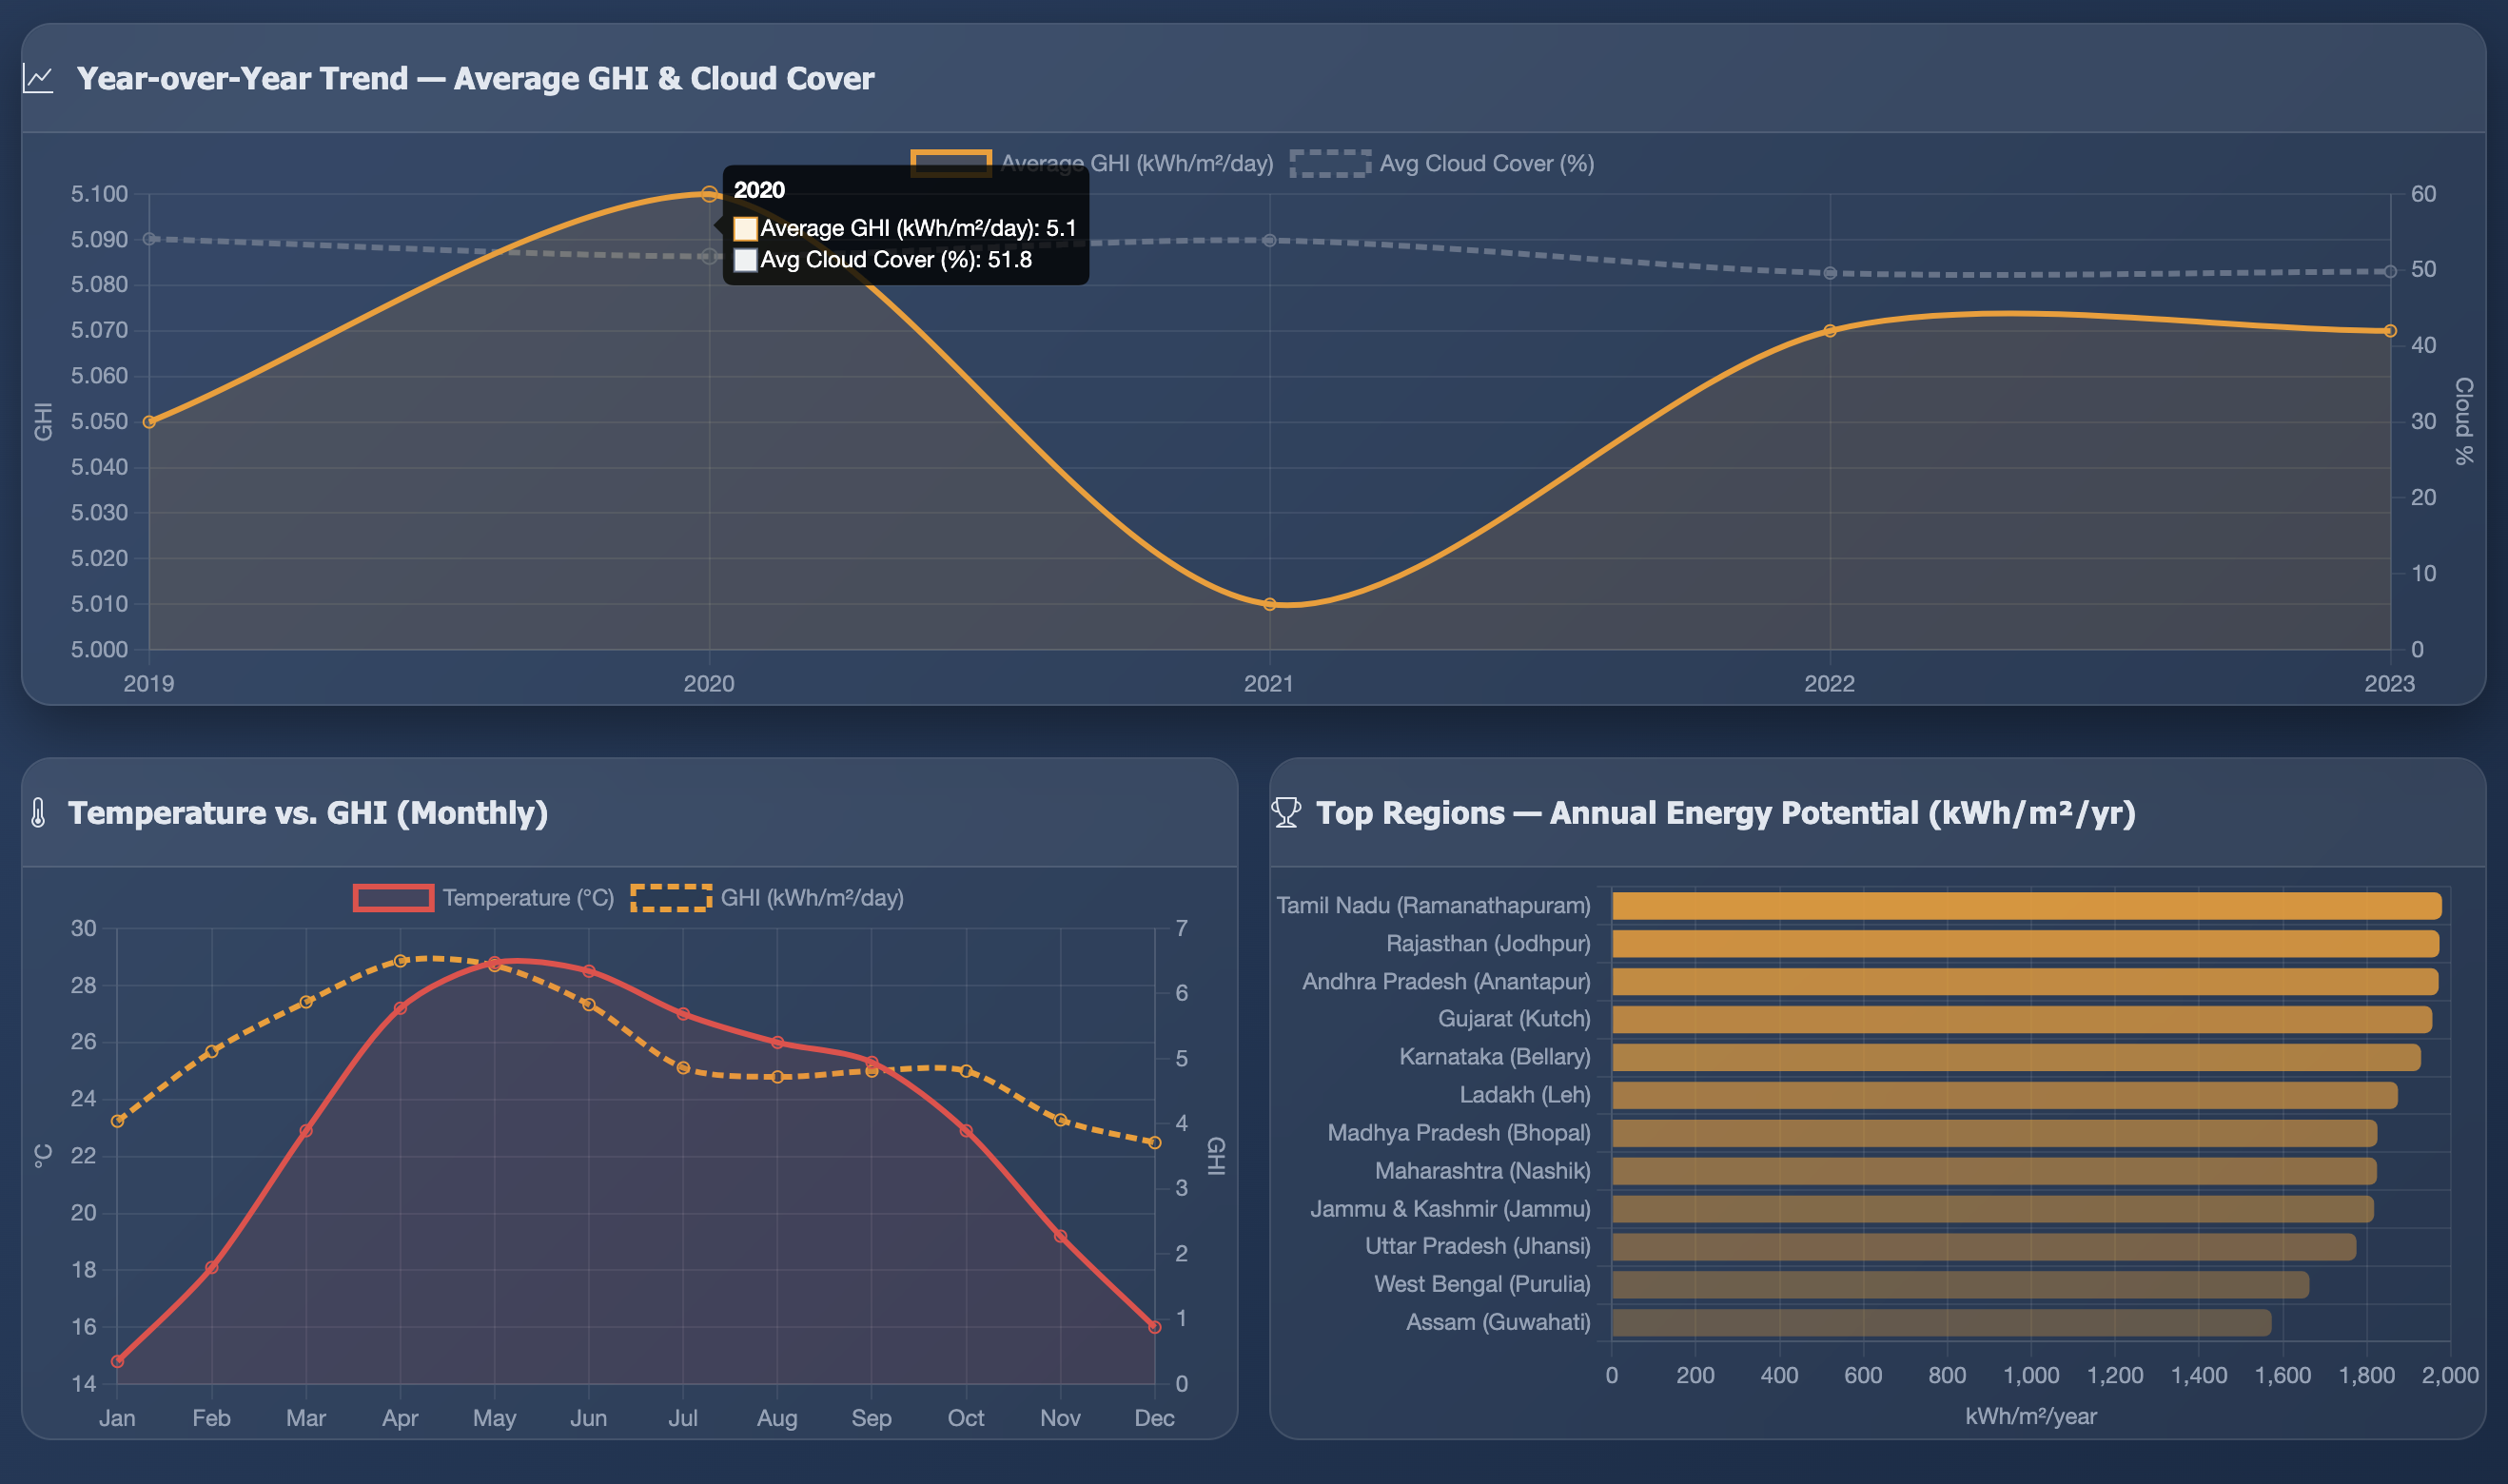 Year-over-Year Trend — Average GHI & Cloud Cover
Average GHI (kWh/m²/day) Avg Cloud Cover (%)
2020
Average GHI (kWh/m²/day): 5.1
Avg Cloud Cover (%): 51.8
GHI
5.100
5.090
5.080
5.070
5.060
5.050
5.040
5.030
5.020
5.010
5.000
60
50
40
30
20
10
0
Cloud %
2019 2020 2021 2022 2023
Temperature vs. GHI (Monthly)
Temperature (°C) GHI (kWh/m²/day)
°C
30
28
26
24
22
20
18
16
14
7
6
5
4
3
2
1
0
GHI
Jan Feb Mar Apr May Jun Jul Aug Sep Oct Nov Dec
Top Regions — Annual Energy Potential (kWh/m²/yr)
Tamil Nadu (Ramanathapuram)
Rajasthan (Jodhpur)
Andhra Pradesh (Anantapur)
Gujarat (Kutch)
Karnataka (Bellary)
Ladakh (Leh)
Madhya Pradesh (Bhopal)
Maharashtra (Nashik)
Jammu & Kashmir (Jammu)
Uttar Pradesh (Jhansi)
West Bengal (Purulia)
Assam (Guwahati)
0 200 400 600 800 1,000 1,200 1,400 1,600 1,800 2,000
kWh/m²/year